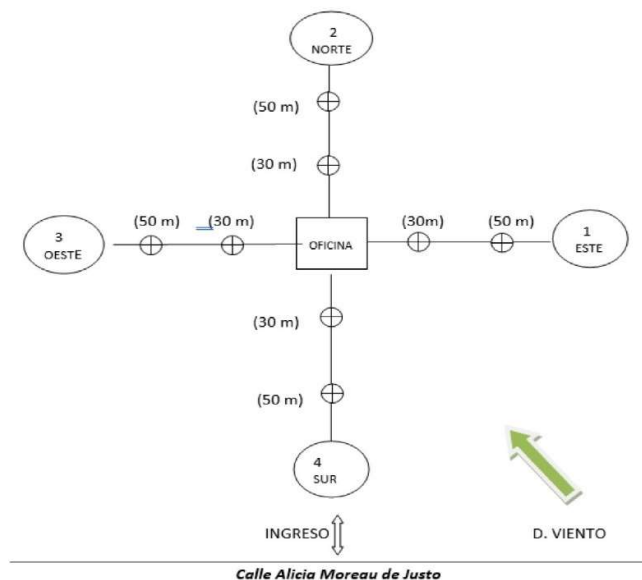 2
NORTE
(50 m)
(30 m)
3
OESTE
(50 m) (30 m)
OFICINA
(30m) (50 m)
1
ESTE
(30 m)
(50 m)
4
SUR
INGRESO
D. VIENTO
Calle Alicia Moreau de Justo